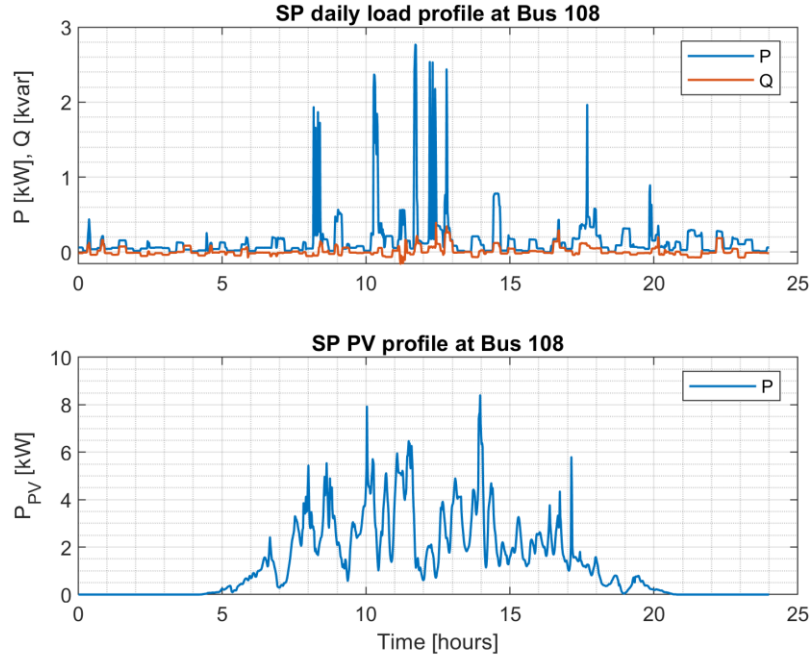 SP daily load profile at Bus 108
P [kW], Q [kvar]
3
2
1
0
P
Q
0 5 10 15 20 25
SP PV profile at Bus 108
P_PV [kW]
10
8
6
4
2
0
P
0 5 10 15 20 25
Time [hours]